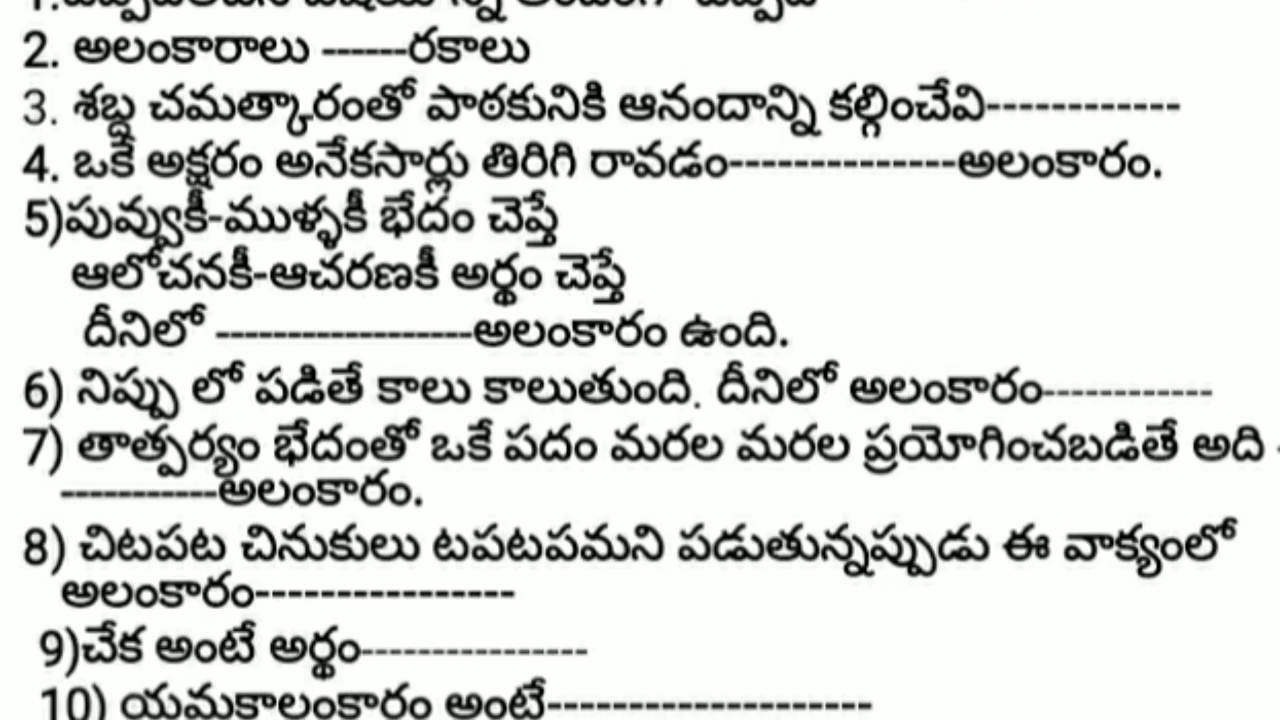 2. అలంకారాలు ------రకాలు
3. శబ్ద చమత్కారంతో పాఠకునికి ఆనందాన్ని కల్గించేవి------------
4. ఒకే అక్షరం అనేకసార్లు తిరిగి రావడం--------------అలంకారం.
5)పువ్వుకీ-ముళ్ళకీ భేదం చెప్తే
ఆలోచనకీ-ఆచరణకీ అర్థం చెప్తే
దీనిలో ------------------అలంకారం ఉంది.
6) నిప్పు లో పడితే కాలు కాలుతుంది. దీనిలో అలంకారం------------
7) తాత్పర్యం భేదంతో ఒకే పదం మరల మరల ప్రయోగించబడితే అది -
-----------అలంకారం.
8) చిటపట చినుకులు టపటపమని పడుతున్నప్పుడు ఈ వాక్యంలో
అలంకారం----------------
9)చేక అంటే అర్థం----------------
10) యమకాలంకారం అంటే---------------------